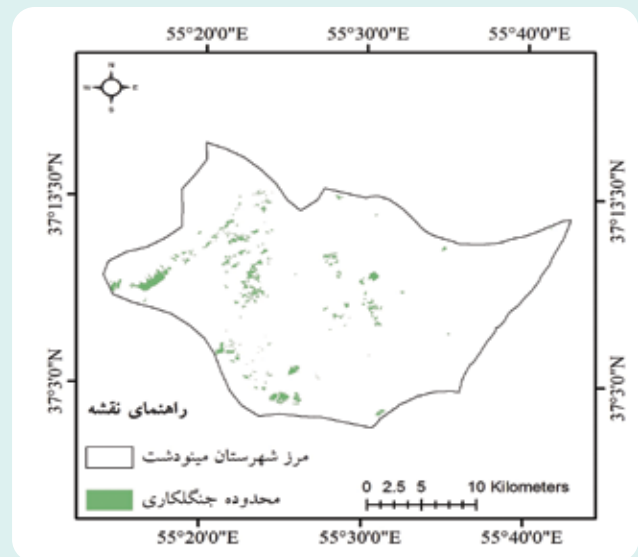 55°20'0"E 55°30'0"E 55°40'0"E
N
W E
S
37°13'30"N 37°13'30"N
37°3'0"N 37°3'0"N
راهنمای نقشه
مرز شهرستان مینودشت
محدوده جنگلکاری
0 2.5 5 10 Kilometers
55°20'0"E 55°30'0"E 55°40'0"E